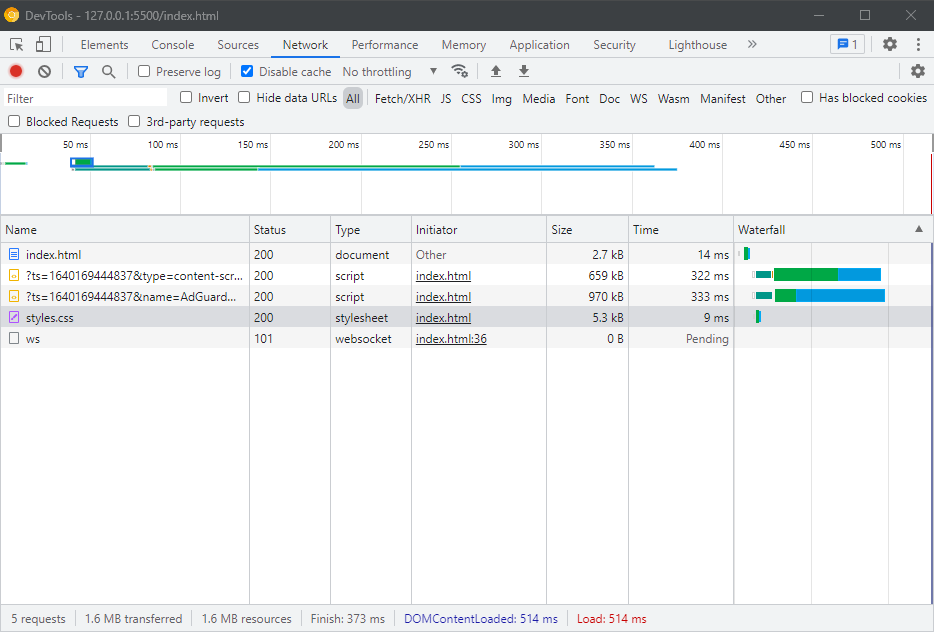 DevTools - 127.0.0.1:5500/index.html
Elements Console Sources Network Performance Memory Application Security Lighthouse » 1
Preserve log Disable cache No throttling
Filter Invert Hide data URLs All Fetch/XHR JS CSS Img Media Font Doc WS Wasm Manifest Other Has blocked cookies
Blocked Requests 3rd-party requests
50 ms 100 ms 150 ms 200 ms 250 ms 300 ms 350 ms 400 ms 450 ms 500 ms
Name Status Type Initiator Size Time Waterfall
index.html 200 document Other 2.7 kB 14 ms
?ts=1640169444837&type=content-scr... 200 script index.html 659 kB 322 ms
?ts=1640169444837&name=AdGuard... 200 script index.html 970 kB 333 ms
styles.css 200 stylesheet index.html 5.3 kB 9 ms
ws 101 websocket index.html:36 0 B Pending
5 requests 1.6 MB transferred 1.6 MB resources Finish: 373 ms DOMContentLoaded: 514 ms Load: 514 ms